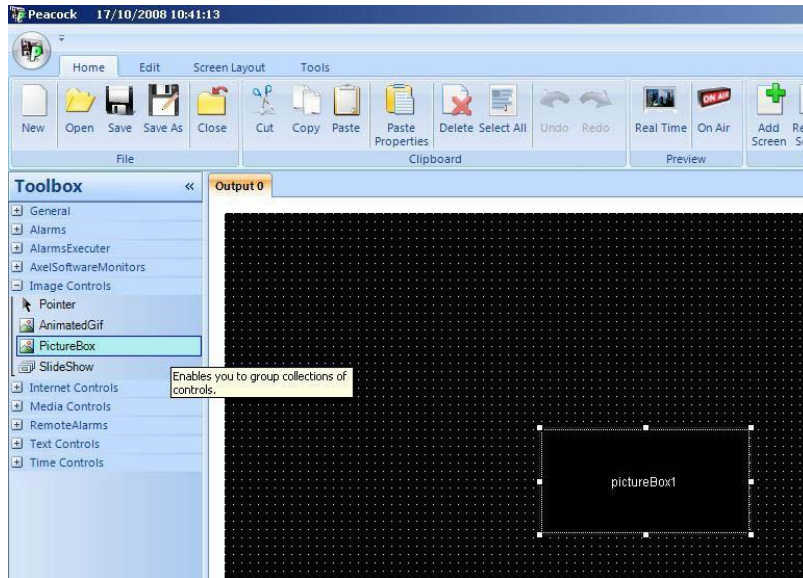 Peacock 17/10/2008 10:41:13
Home Edit Screen Layout Tools
New Open Save Save As Close Cut Copy Paste Paste Properties Delete Select All Undo Redo Real Time On Air Add Screen
File Clipboard Preview
ON AIR
Toolbox «
Output 0
General
Alarms
AlarmsExecuter
AxelSoftwareMonitors
Image Controls
Pointer
AnimatedGif
PictureBox
SlideShow
Enables you to group collections of
controls.
Internet Controls
Media Controls
RemoteAlarms
Text Controls
Time Controls
pictureBox1